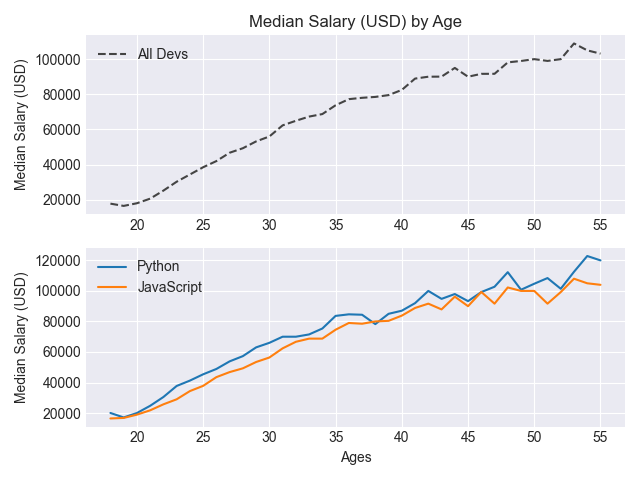 Median Salary (USD) by Age
All Devs
Median Salary (USD)
100000
80000
60000
40000
20000
20 25 30 35 40 45 50 55
Python
JavaScript
Median Salary (USD)
120000
100000
80000
60000
40000
20000
20 25 30 35 40 45 50 55
Ages